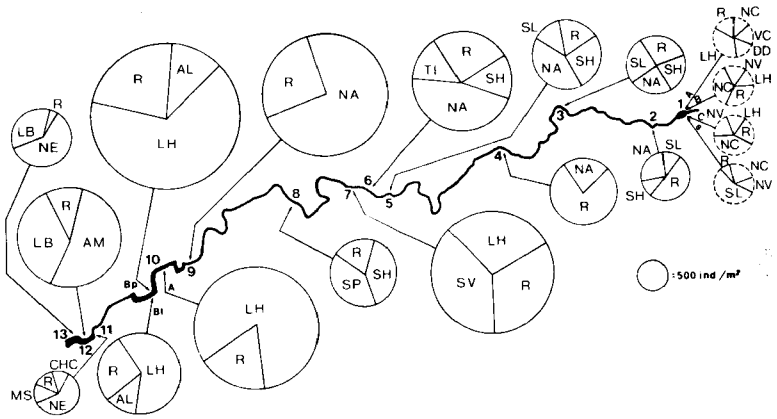 R NC
VC
DD
LH
NV
LH
NC
R
NV
LH
R
NC
NC
SL
NV
1
2
NA SL
R
SH
3
R
SL SH
NA
SL R
NA SH
4
NA
R
5
6
R
TI SH
NA
7
LH
SV R
8
R
SP SH
9
R
NA
10
A
Bp
BI
LH
R
R AL
LH
R LH
AL
11
12
13
R
LB
NE
R
LB AM
CHC
R
MS
NE
:500 ind/m²